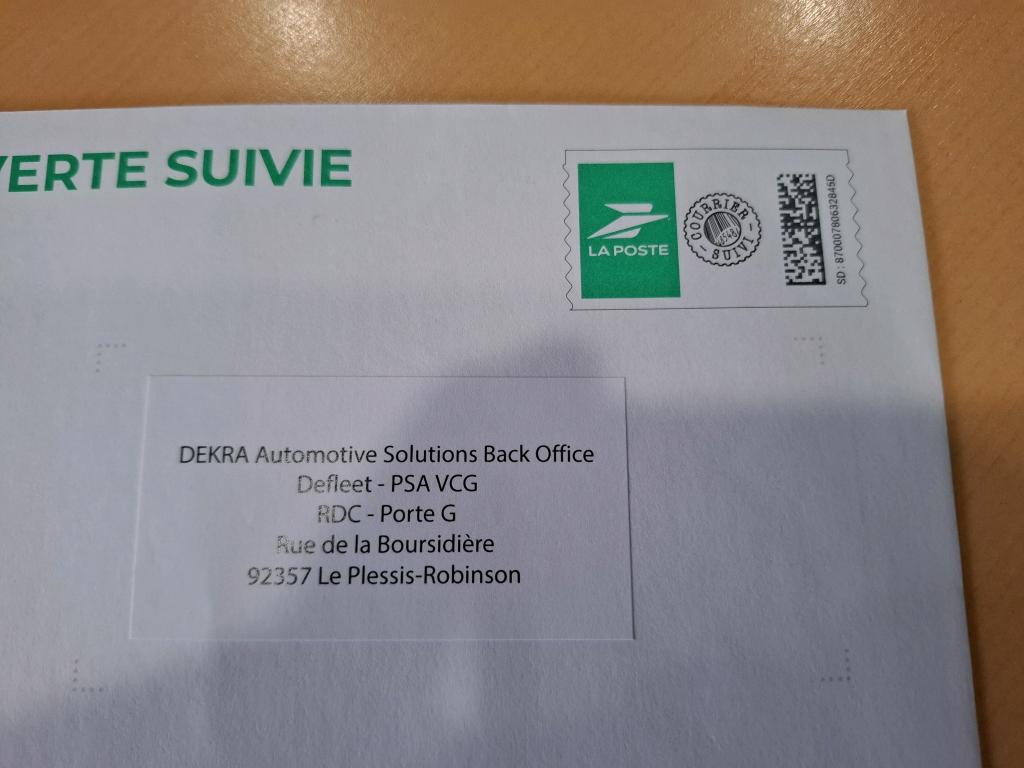 VERTE SUIVIE
LA POSTE
COURRIER
SUIVI
SD : 87000780632845D
DEKRA Automotive Solutions Back Office
Defleet - PSA VCG
RDC - Porte G
Rue de la Boursidière
92357 Le Plessis-Robinson